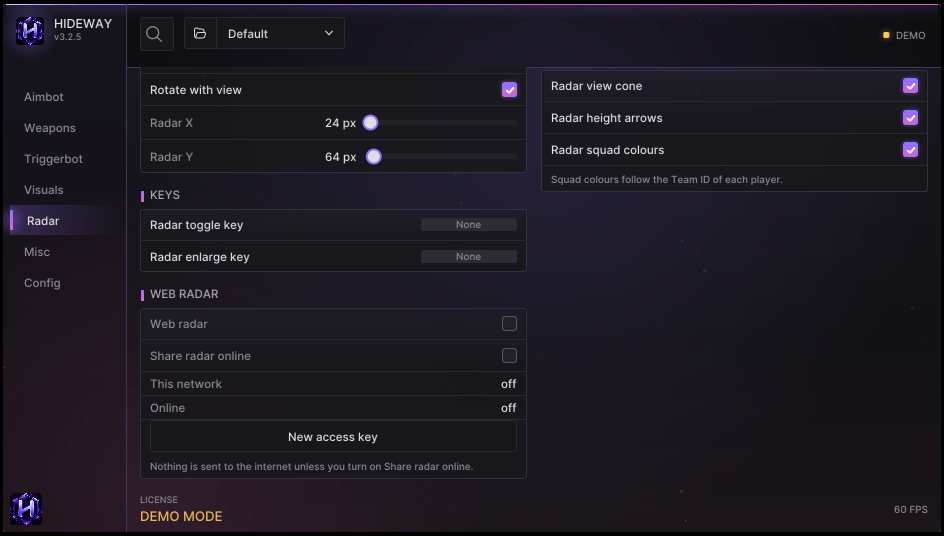 HIDEWAY
v3.2.5
Default
DEMO
Aimbot
Weapons
Triggerbot
Visuals
Radar
Misc
Config
Rotate with view
Radar X 24 px
Radar Y 64 px
KEYS
Radar toggle key None
Radar enlarge key None
WEB RADAR
Web radar
Share radar online
This network off
Online off
New access key
Nothing is sent to the internet unless you turn on Share radar online.
Radar view cone
Radar height arrows
Radar squad colours
Squad colours follow the Team ID of each player.
LICENSE
DEMO MODE
60 FPS